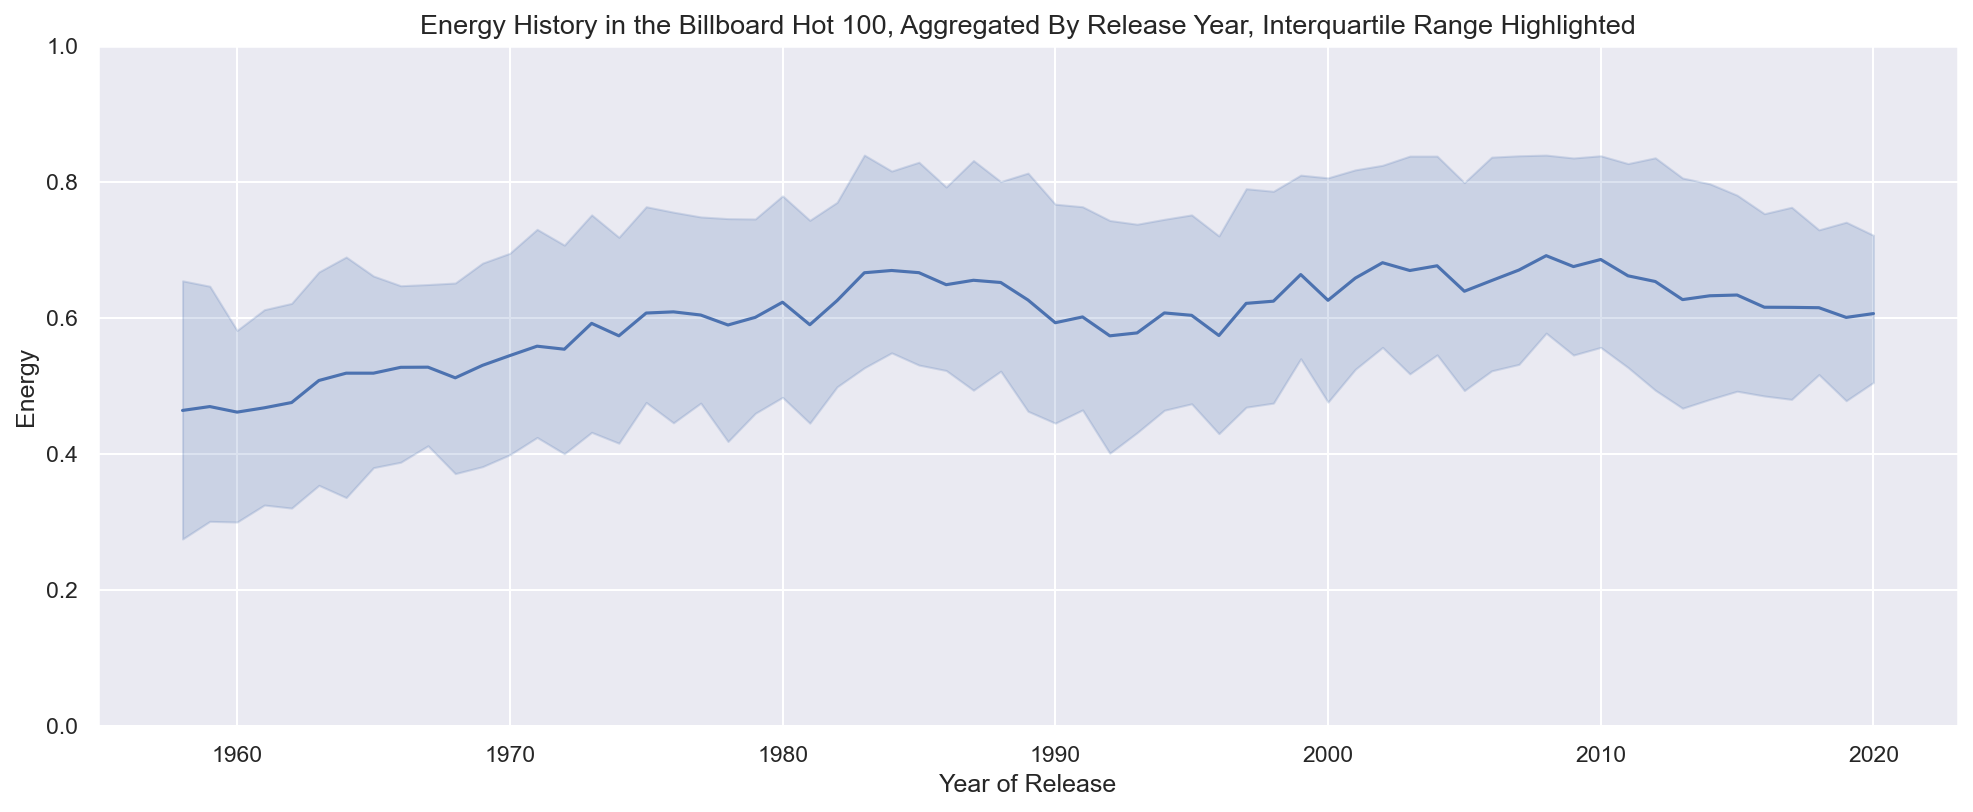 Energy History in the Billboard Hot 100, Aggregated By Release Year, Interquartile Range Highlighted
1.0
0.8
0.6
0.4
0.2
0.0
Energy
1960 1970 1980 1990 2000 2010 2020
Year of Release